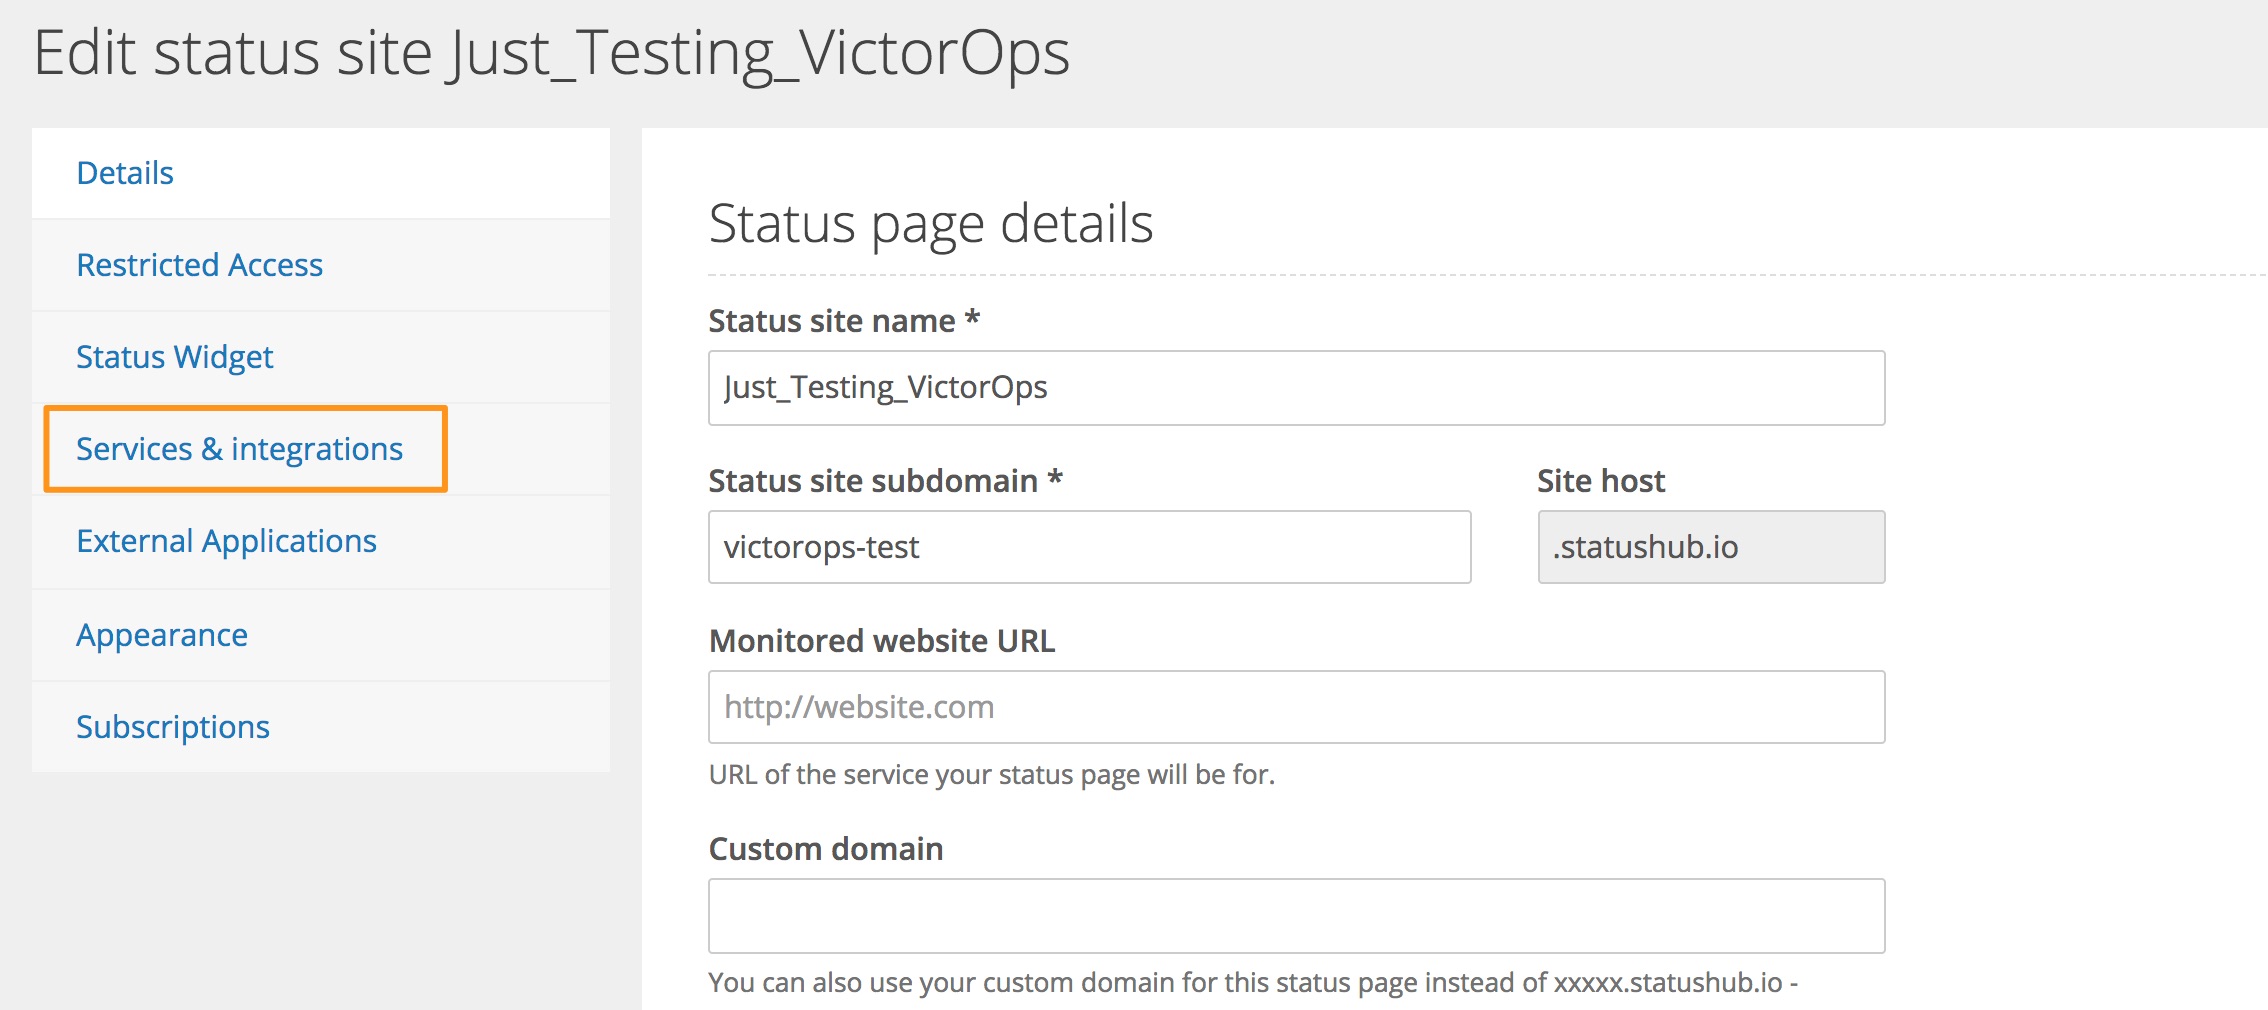 Edit status site Just_Testing_VictorOps
Details
Restricted Access
Status Widget
Services & integrations
External Applications
Appearance
Subscriptions
Status page details
Status site name *
Just_Testing_VictorOps
Status site subdomain *
Site host
victorops-test
.statushub.io
Monitored website URL
http://website.com
URL of the service your status page will be for.
Custom domain
You can also use your custom domain for this status page instead of xxxxx.statushub.io -